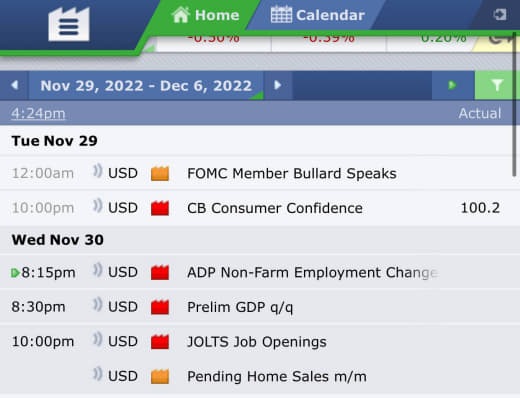 Home Calendar
-0.50% -0.39% 0.20%
Nov 29, 2022 - Dec 6, 2022
4:24pm Actual
Tue Nov 29
12:00am USD FOMC Member Bullard Speaks
10:00pm USD CB Consumer Confidence 100.2
Wed Nov 30
8:15pm USD ADP Non-Farm Employment Change
8:30pm USD Prelim GDP q/q
10:00pm USD JOLTS Job Openings
USD Pending Home Sales m/m